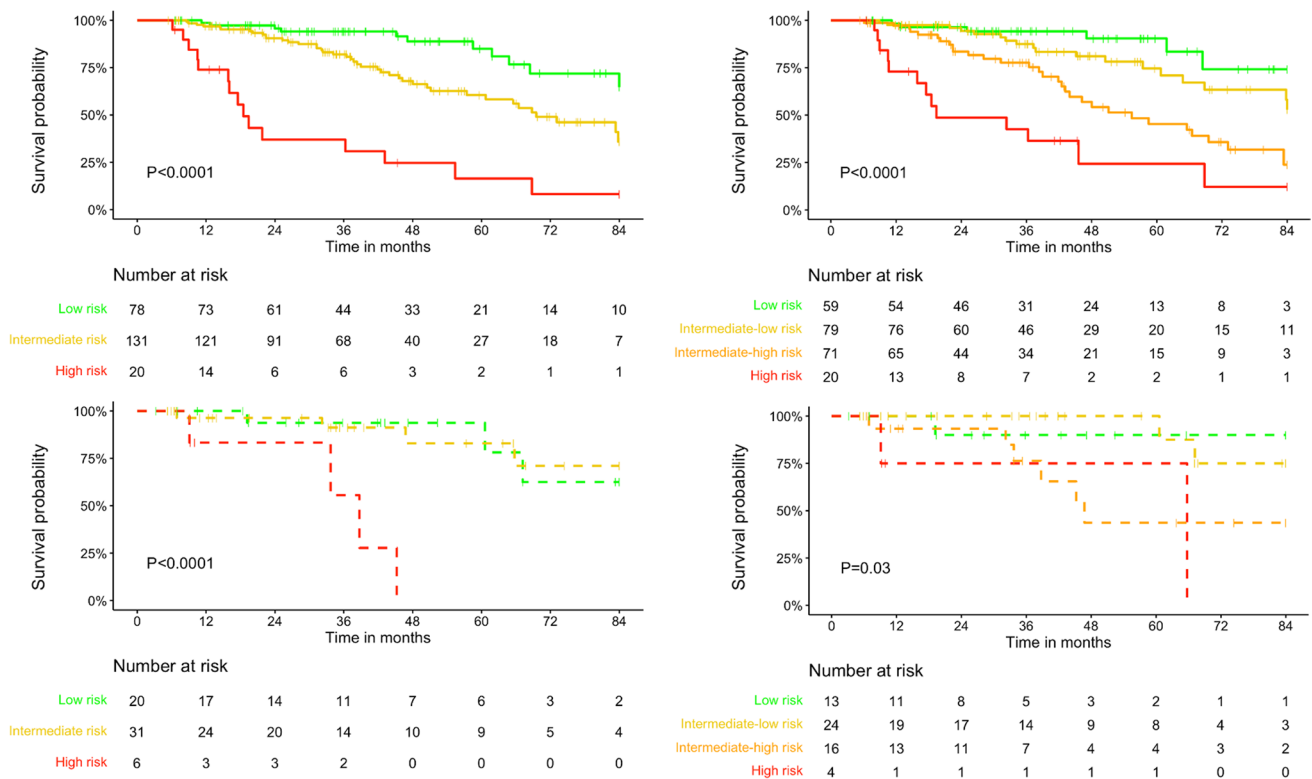 100%
75%
50%
25%
0%
Survival probability
P<0.0001
0 12 24 36 48 60 72 84
Time in months
Number at risk
Low risk 78 73 61 44 33 21 14 10
Intermediate risk 131 121 91 68 40 27 18 7
High risk 20 14 6 6 3 2 1 1
100%
75%
50%
25%
0%
Survival probability
P<0.0001
0 12 24 36 48 60 72 84
Time in months
Number at risk
Low risk 59 54 46 31 24 13 8 3
Intermediate-low risk 79 76 60 46 29 20 15 11
Intermediate-high risk 71 65 44 34 21 15 9 3
High risk 20 13 8 7 2 2 1 1
100%
75%
50%
25%
0%
Survival probability
P<0.0001
0 12 24 36 48 60 72 84
Time in months
Number at risk
Low risk 20 17 14 11 7 6 3 2
Intermediate risk 31 24 20 14 10 9 5 4
High risk 6 3 3 2 0 0 0 0
100%
75%
50%
25%
0%
Survival probability
P=0.03
0 12 24 36 48 60 72 84
Time in months
Number at risk
Low risk 13 11 8 5 3 2 1 1
Intermediate-low risk 24 19 17 14 9 8 4 3
Intermediate-high risk 16 13 11 7 4 4 3 2
High risk 4 1 1 1 1 1 0 0